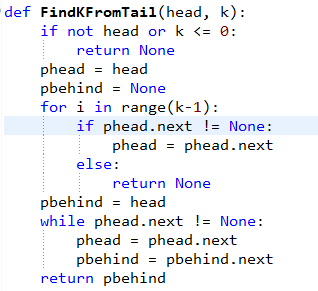 def FindKFromTail(head, k):
    if not head or k <= 0:
        return None
    phead = head
    pbehind = None
    for i in range(k-1):
        if phead.next != None:
            phead = phead.next
        else:
            return None
    pbehind = head
    while phead.next != None:
        phead = phead.next
        pbehind = pbehind.next
    return pbehind